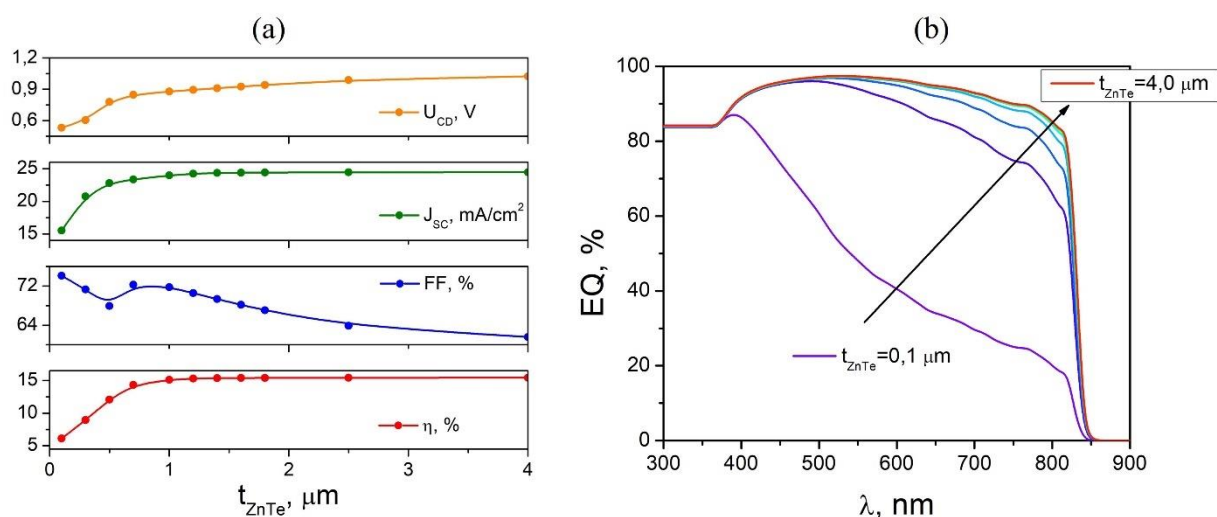 (a)
1,2
0,9
0,6
U_CD, V
25
20
15
J_SC, mA/cm²
72
64
FF, %
15
10
5
η, %
0 1 2 3 4
t_ZnTe, μm
(b)
100
80
60
40
20
0
EQ, %
t_ZnTe=4,0 μm
t_ZnTe=0,1 μm
300 400 500 600 700 800 900
λ, nm